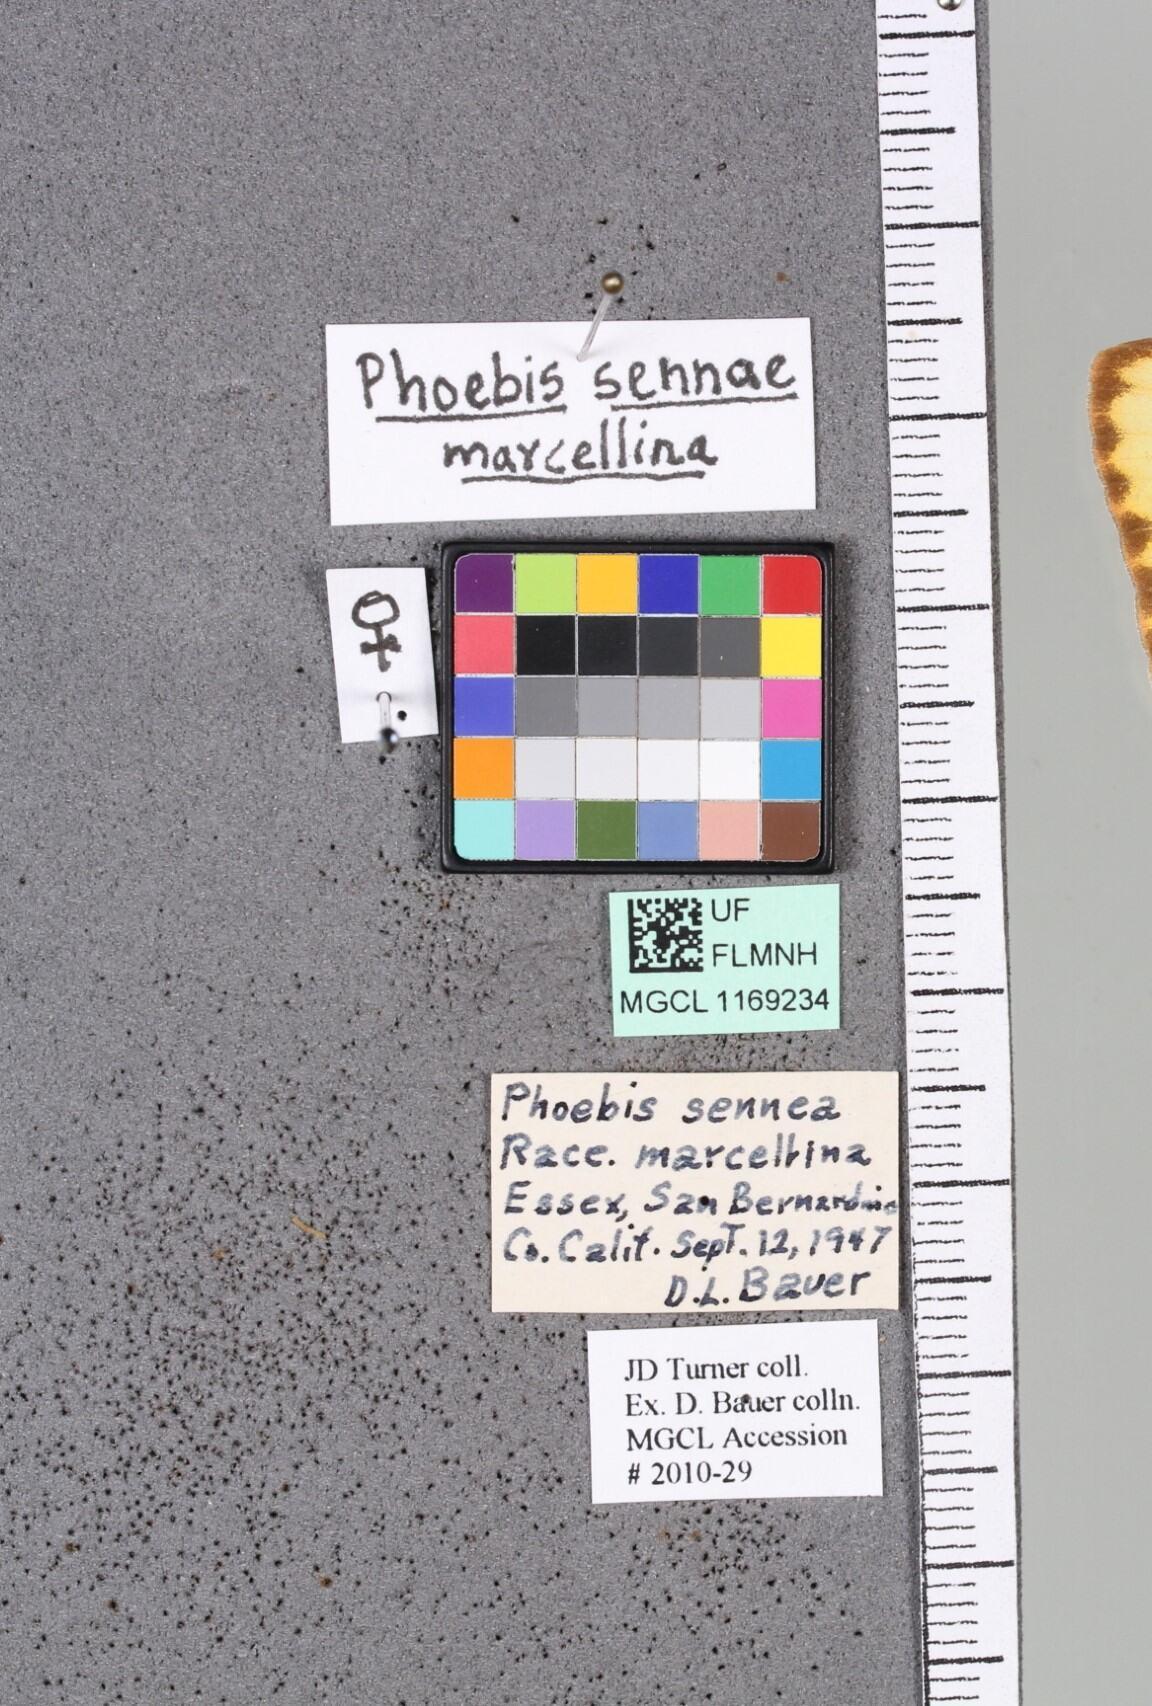 Phoebis sennae
marcellina
♀
UF
FLMNH
MGCL 1169234
Phoebis sennea
Race. marcellina
Essex, San Bernardino
Co. Calif. Sept. 12, 1947
D.L. Bauer
JD Turner coll.
Ex. D. Bauer colln.
MGCL Accession
# 2010-29